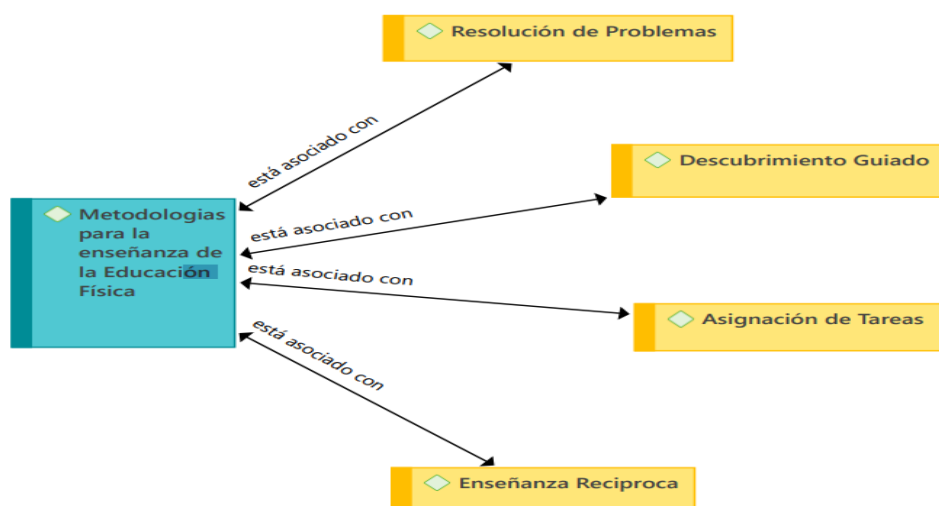 Resolución de Problemas
está asociado con
Descubrimiento Guiado
Metodologias
para la
enseñanza de
la Educación
Física
está asociado con
está asociado con
Asignación de Tareas
está asociado con
Enseñanza Reciproca